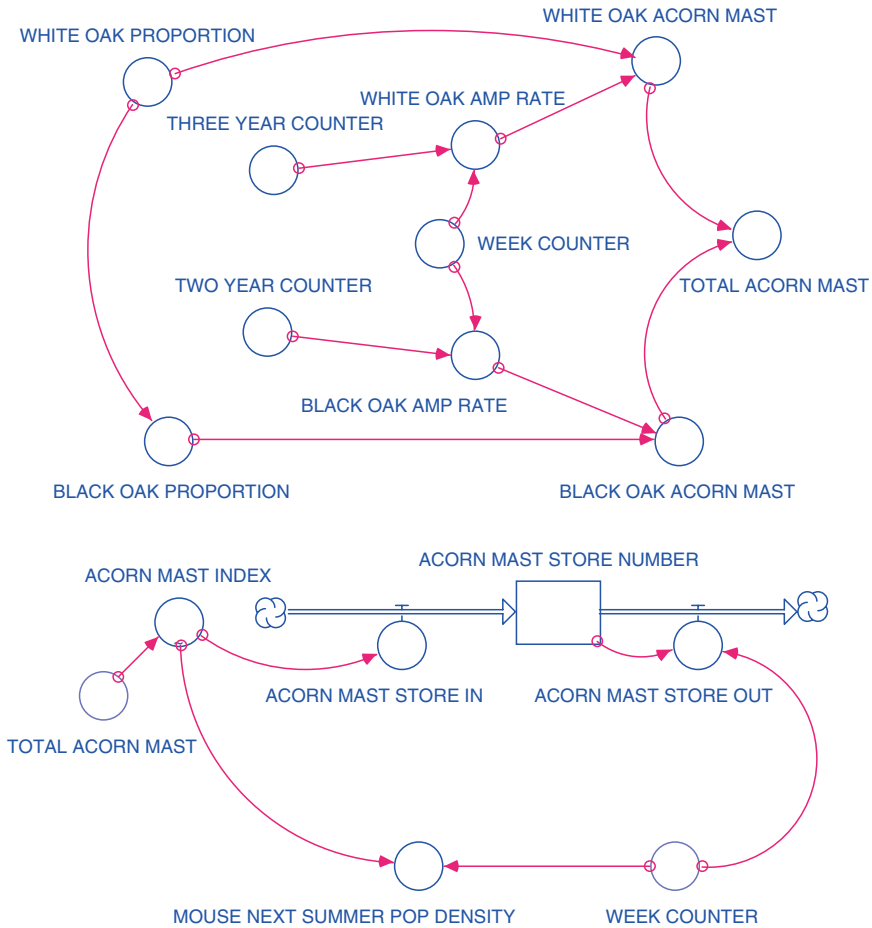 WHITE OAK ACORN MAST
WHITE OAK PROPORTION
WHITE OAK AMP RATE
THREE YEAR COUNTER
WEEK COUNTER
TWO YEAR COUNTER
TOTAL ACORN MAST
BLACK OAK AMP RATE
BLACK OAK PROPORTION
BLACK OAK ACORN MAST
ACORN MAST STORE NUMBER
ACORN MAST INDEX
ACORN MAST STORE IN
ACORN MAST STORE OUT
TOTAL ACORN MAST
MOUSE NEXT SUMMER POP DENSITY
WEEK COUNTER